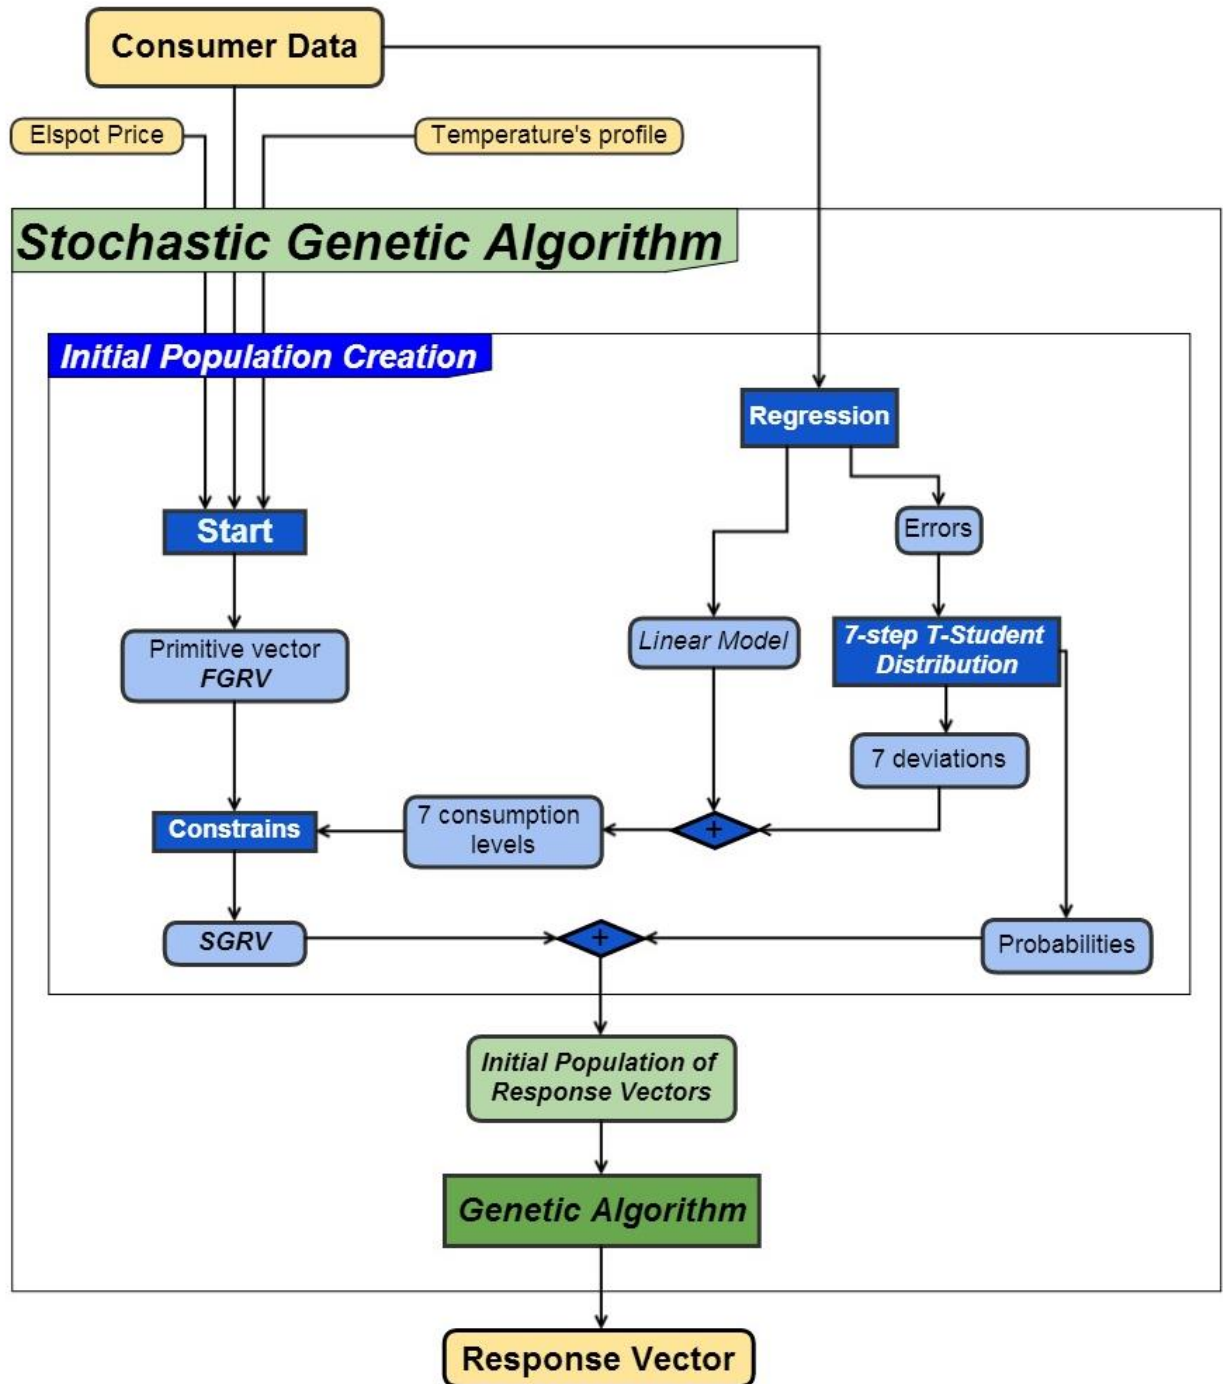 Consumer Data
Elspot Price
Temperature's profile
Stochastic Genetic Algorithm
Initial Population Creation
Regression
Start
Errors
Primitive vector
FGRV
Linear Model
7-step T-Student
Distribution
7 deviations
Constrains
7 consumption
levels
+
SGRV
+
Probabilities
Initial Population of
Response Vectors
Genetic Algorithm
Response Vector